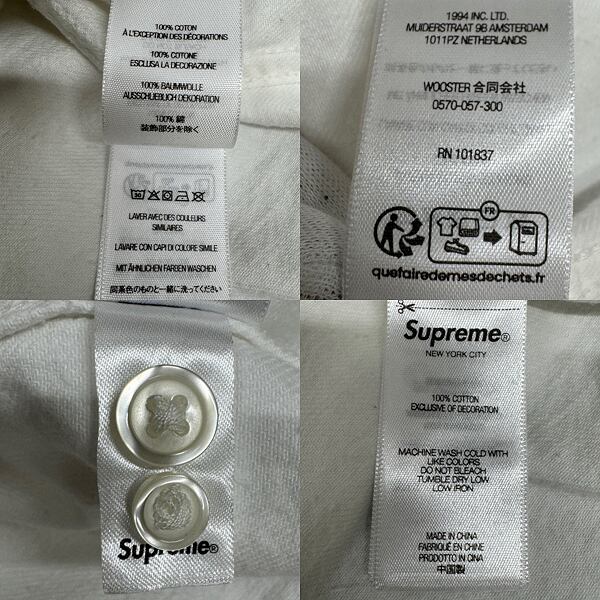 100% COTON
À L'EXCEPTION DES DÉCORATIONS
100% COTONE
ESCLUSA LA DECORAZIONE
100% BAUMWOLLE
AUSSCHLIEBLICH DEKORATION
100% 綿
装飾部分を除く
30
LAVER AVEC DES COULEURS
SIMILAIRES
LAVARE CON CAPI DI COLORE SIMILE
MIT ÄHNLICHEN FARBEN WASCHEN
同系色のものと一緒に洗ってください
1994 INC. LTD.
MUIDERSTRAAT 9B AMSTERDAM
1011PZ NETHERLANDS
WOOSTER 合同会社
0570-057-300
RN 101837
FR
quefairedemesdechets.fr
Supreme®
Supreme®
NEW YORK CITY
100% COTTON
EXCLUSIVE OF DECORATION
MACHINE WASH COLD WITH
LIKE COLORS
DO NOT BLEACH
TUMBLE DRY LOW
LOW IRON
MADE IN CHINA
FABRIQUÉ EN CHINE
PRODOTTO IN CINA
中国製